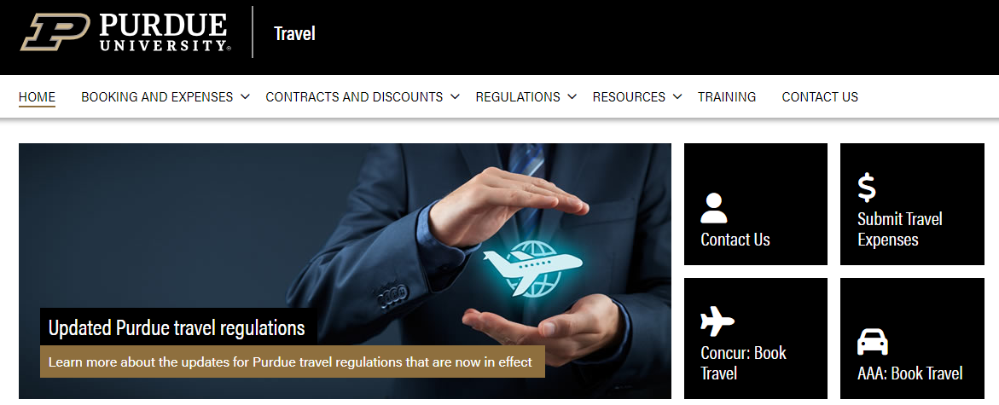 PURDUE
UNIVERSITY®
Travel
HOME BOOKING AND EXPENSES CONTRACTS AND DISCOUNTS REGULATIONS RESOURCES TRAINING CONTACT US
Updated Purdue travel regulations
Learn more about the updates for Purdue travel regulations that are now in effect
Contact Us
Submit Travel
Expenses
Concur: Book
Travel
AAA: Book Travel